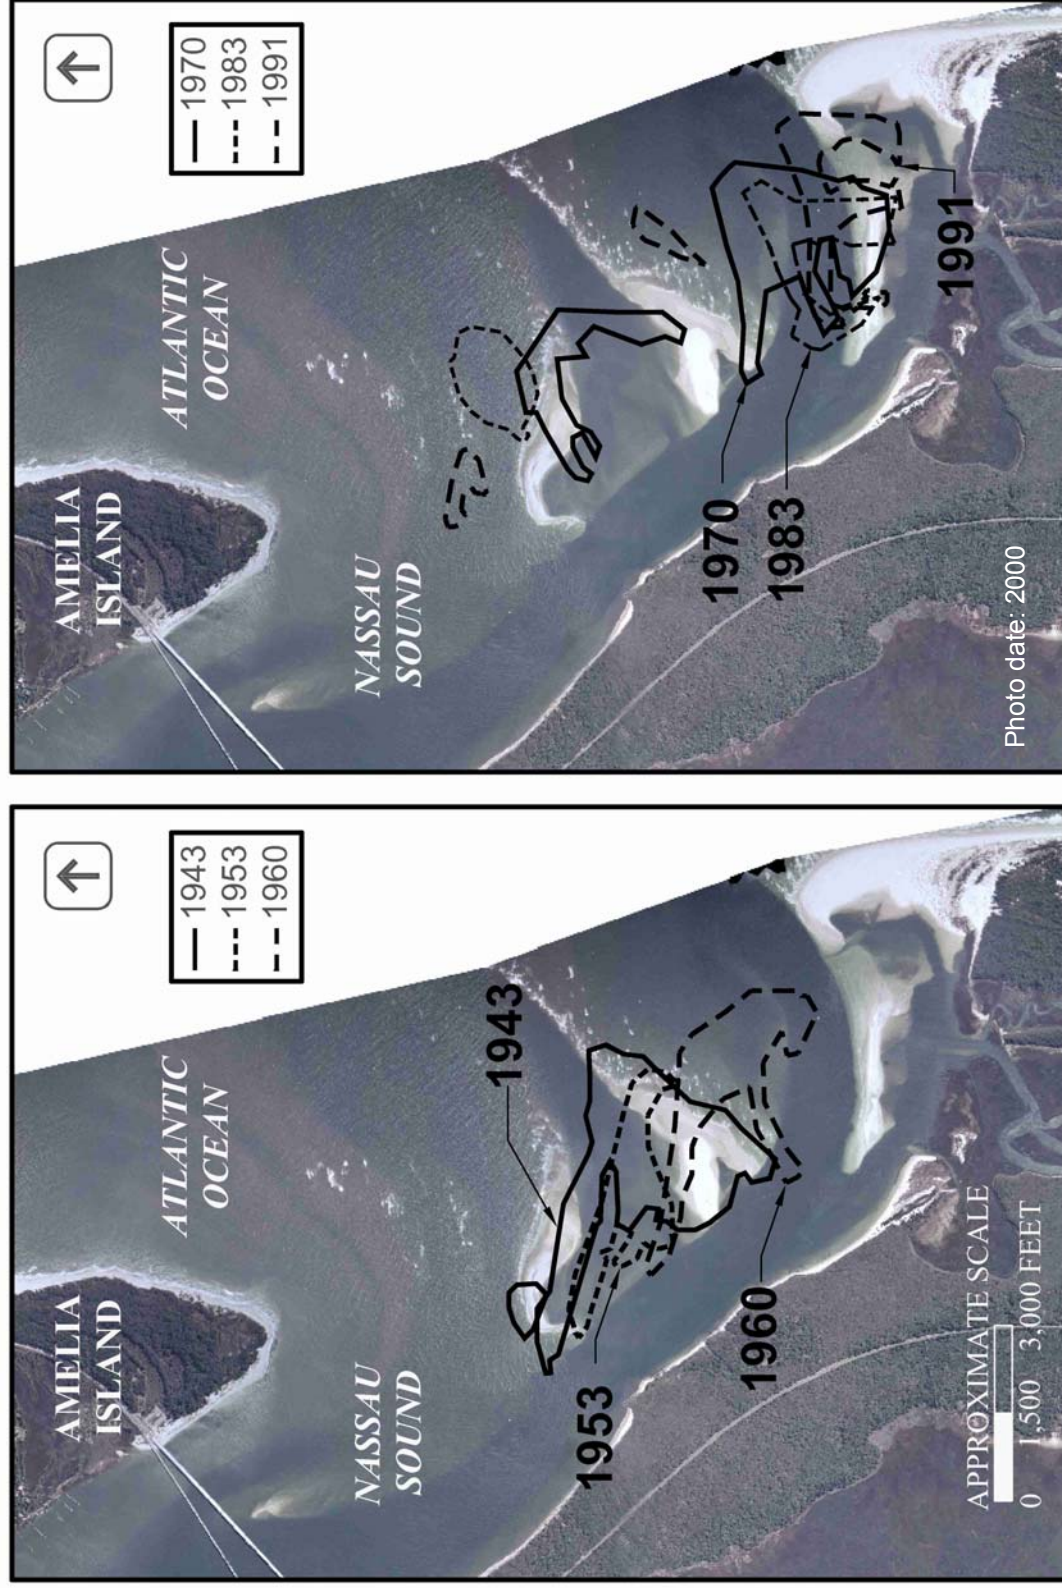 AMELIA
ISLAND
ATLANTIC
OCEAN
1943
1953
1960
NASSAU
SOUND
1943
1953
1960
APPROXIMATE SCALE
0 1,500 3,000 FEET
AMELIA
ISLAND
ATLANTIC
OCEAN
1970
1983
1991
NASSAU
SOUND
1970
1983
1991
Photo date: 2000